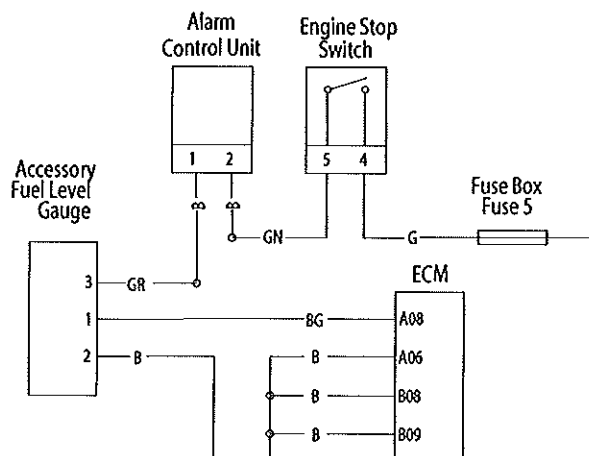 Alarm
Control Unit
Engine Stop
Switch
1 2
5 4
Accessory
Fuel Level
Gauge
Fuse Box
Fuse 5
B B
GN
G
ECM
3 GR
1 BG A08
2 B B A06
B B08
B B09